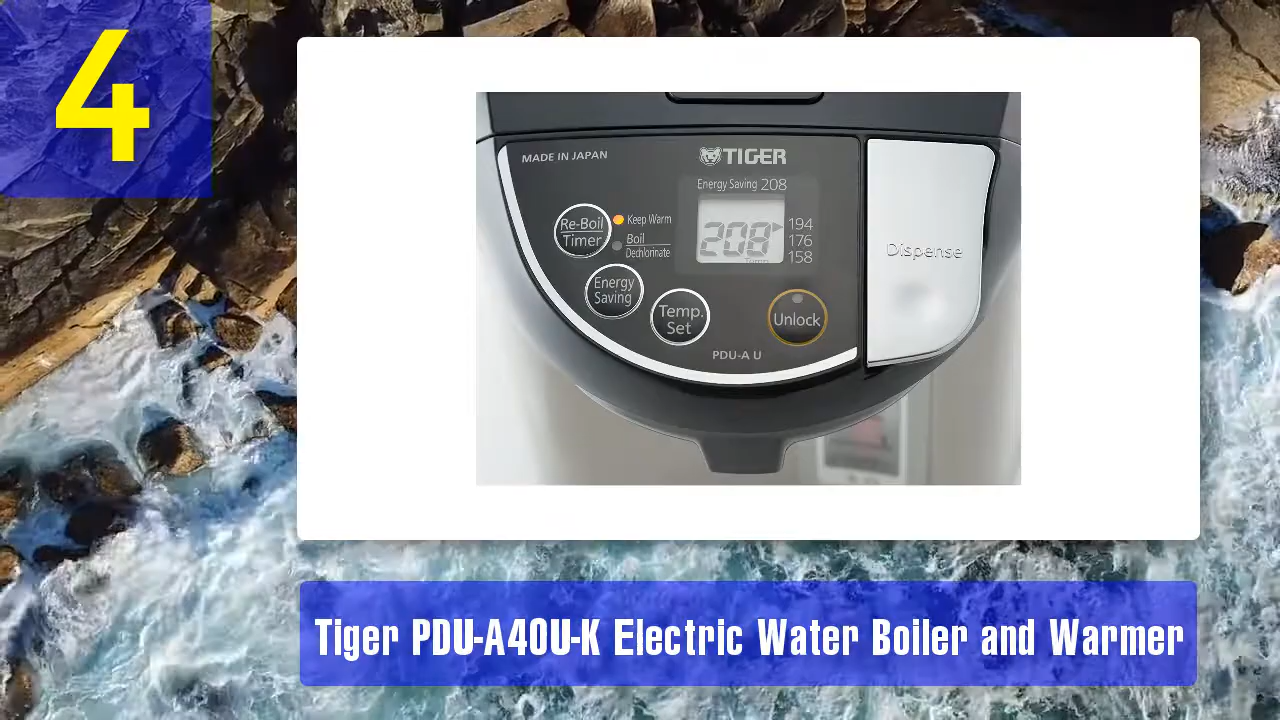 4
MADE IN JAPAN
TIGER
Energy Saving 208
Re-Boil
Timer
Keep Warm
Boil
Dechlorinate
208
194
176
158
Dispense
Energy
Saving
Temp.
Set
Unlock
PDU-A U
Tiger PDU-A40U-K Electric Water Boiler and Warmer